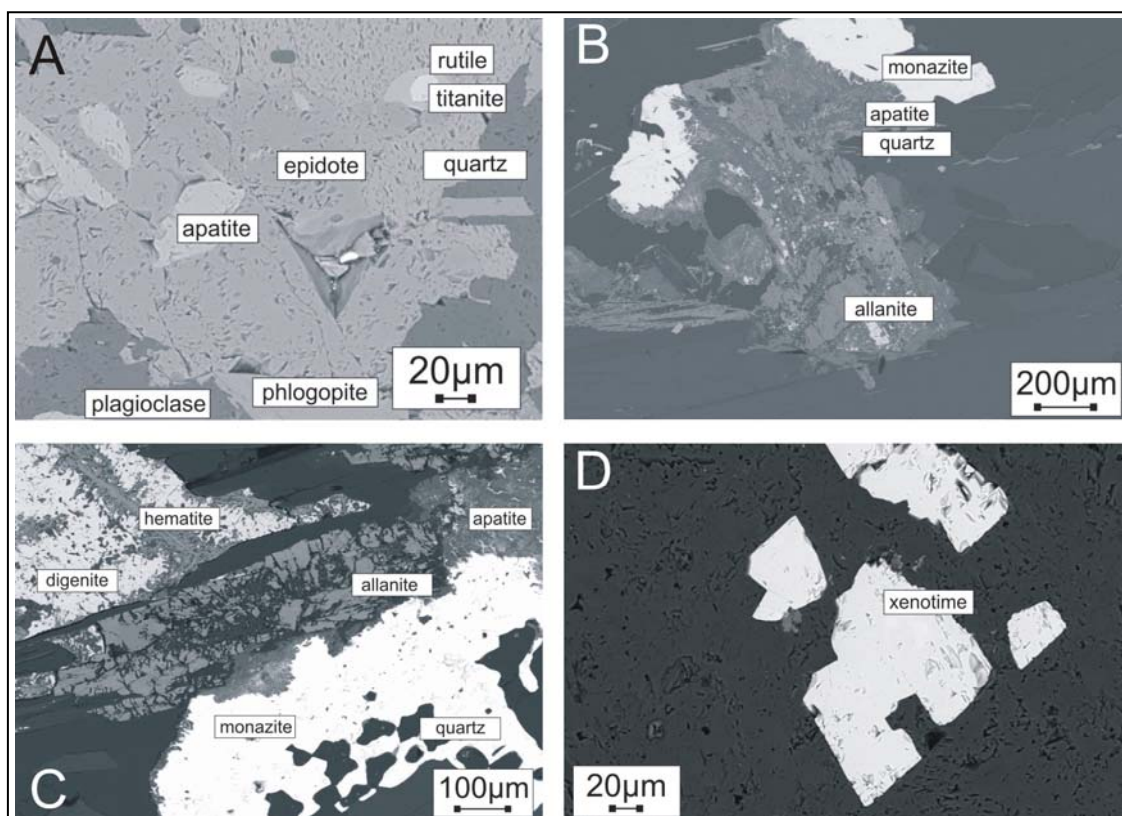 A
rutile
titanite
epidote
quartz
apatite
20µm
phlogopite
plagioclase
B
monazite
apatite
quartz
allanite
200µm
hematite
apatite
digenite
allanite
monazite
quartz
C
100µm
D
xenotime
20µm